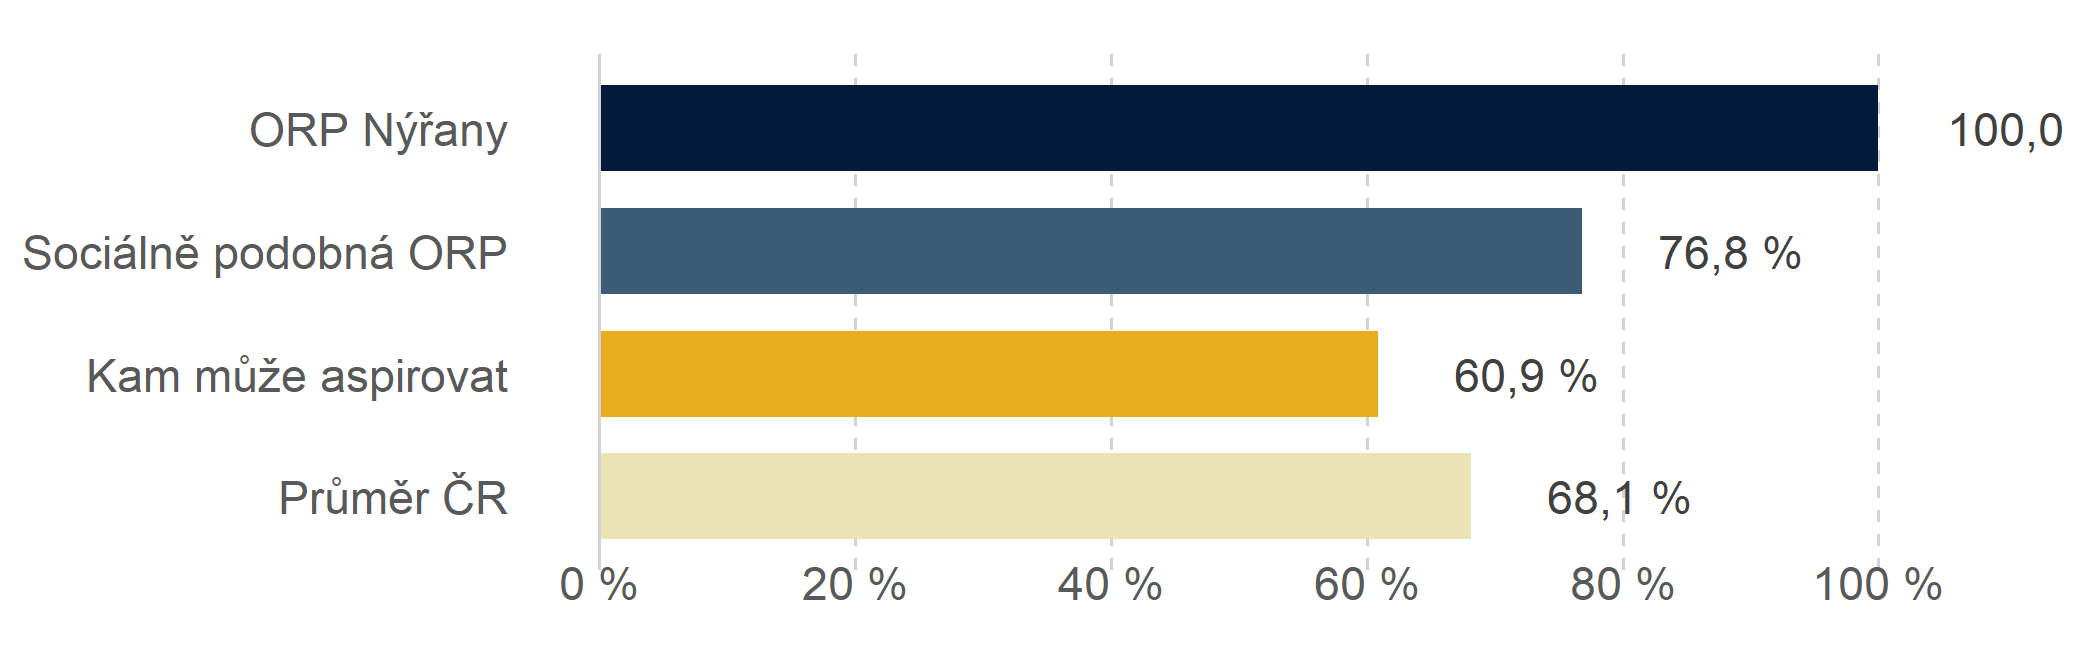 ORP Nýřany 100,0
Sociálně podobná ORP 76,8 %
Kam může aspirovat 60,9 %
Průměr ČR 68,1 %
0 % 20 % 40 % 60 % 80 % 100 %